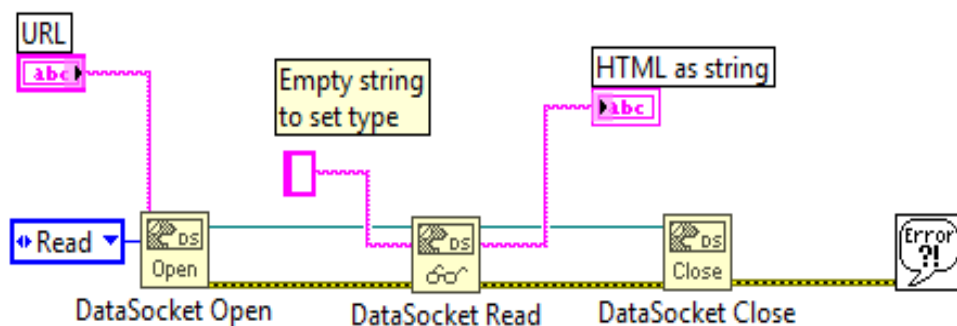 URL
abc
Empty string
to set type
HTML as string
abc
Read
DS
Open
DS
DS
Close
Error
?!
DataSocket Open
DataSocket Read
DataSocket Close